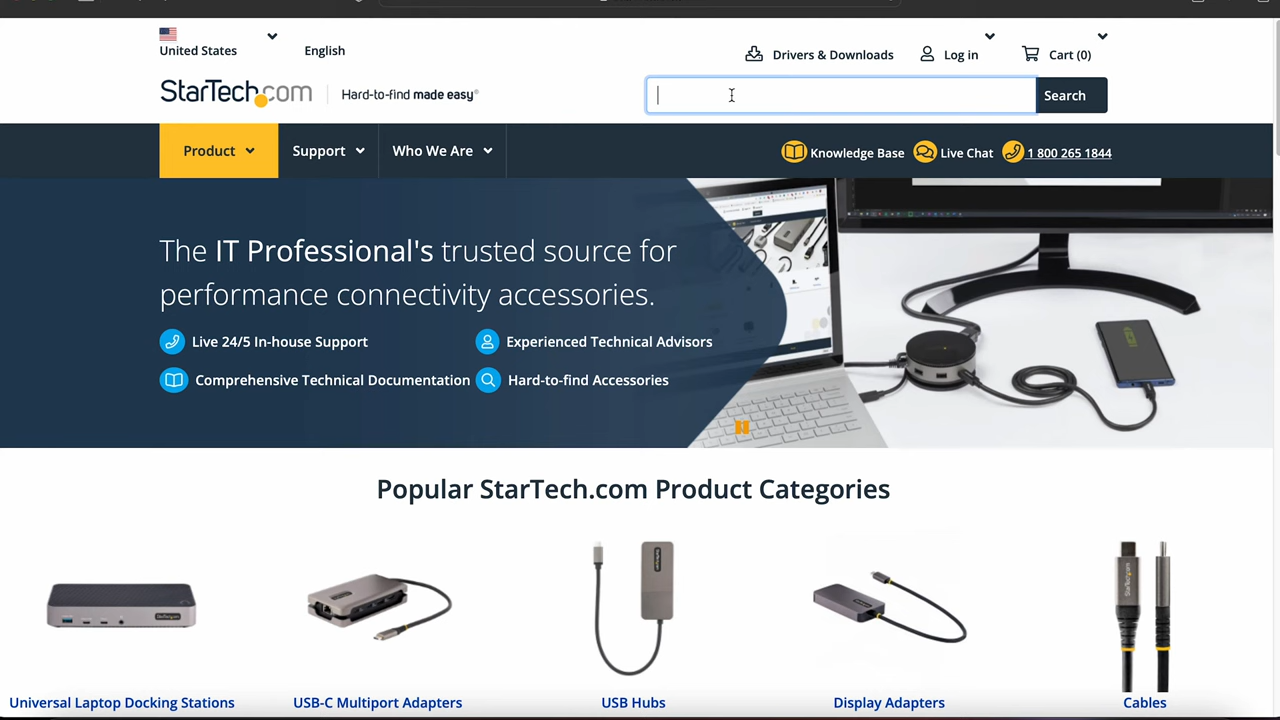 United States
English
Drivers & Downloads
Log in
Cart (0)
StarTech.com
Hard-to-find made easy®
Search
Product
Support
Who We Are
Knowledge Base
Live Chat
1 800 265 1844
The IT Professional's trusted source for
performance connectivity accessories.
Live 24/5 In-house Support
Experienced Technical Advisors
Comprehensive Technical Documentation
Hard-to-find Accessories
Popular StarTech.com Product Categories
Universal Laptop Docking Stations
USB-C Multiport Adapters
USB Hubs
Display Adapters
Cables